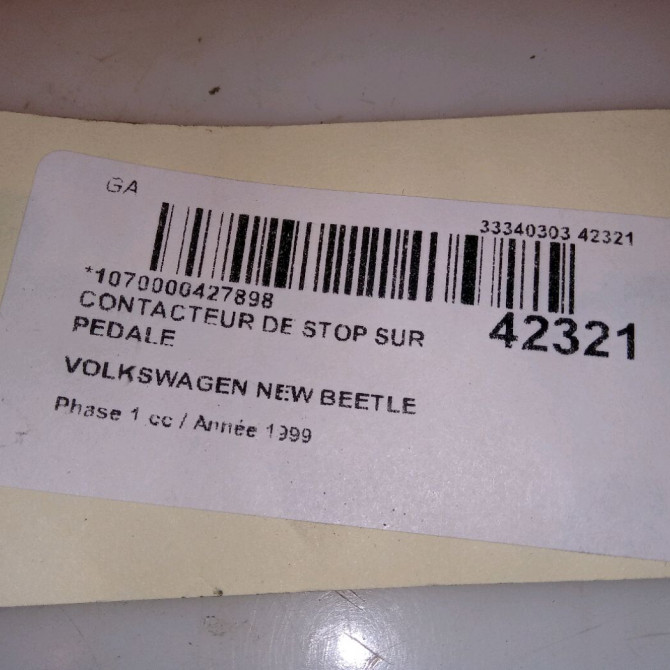 GA
33340303 42321
*1070000427898
42321
CONTACTEUR DE STOP SUR
PEDALE
VOLKSWAGEN NEW BEETLE
Phase 1 cc / Année 1999